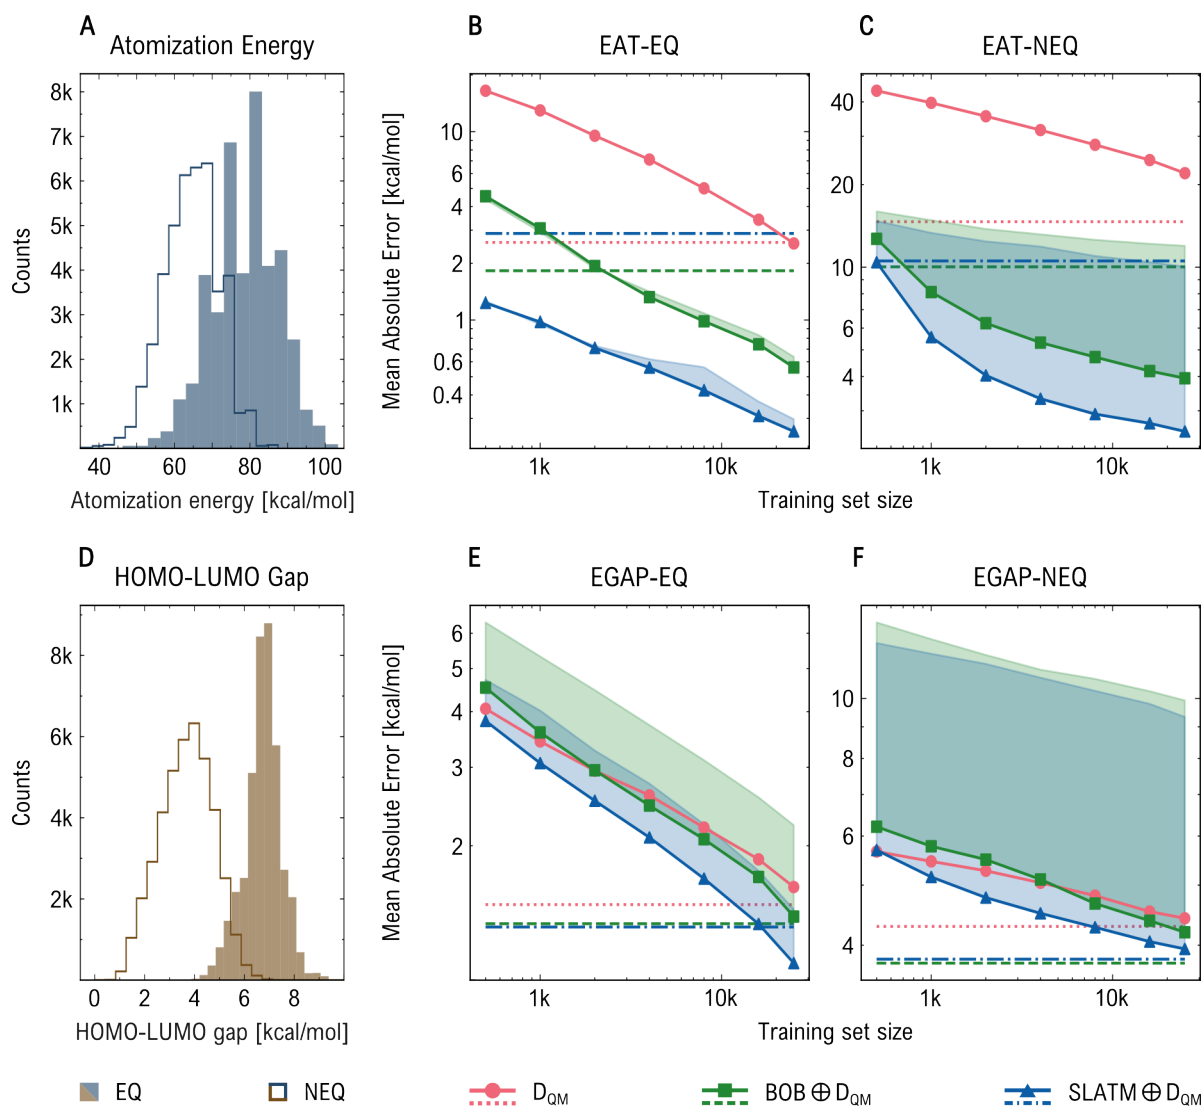 A
Atomization Energy
8k
7k
6k
5k
4k
3k
2k
1k
Counts
40 60 80 100
Atomization energy [kcal/mol]
B
EAT-EQ
10
6
4
2
1
0.6
0.4
Mean Absolute Error [kcal/mol]
1k 10k
C
EAT-NEQ
40
20
10
6
4
1k 10k
Training set size
D
HOMO-LUMO Gap
8k
6k
4k
2k
Counts
0 2 4 6 8
HOMO-LUMO gap [kcal/mol]
E
EGAP-EQ
6
5
4
3
2
Mean Absolute Error [kcal/mol]
1k 10k
F
EGAP-NEQ
10
8
6
4
1k 10k
Training set size
EQ NEQ D_QM BOB ⊕ D_QM SLATM ⊕ D_QM